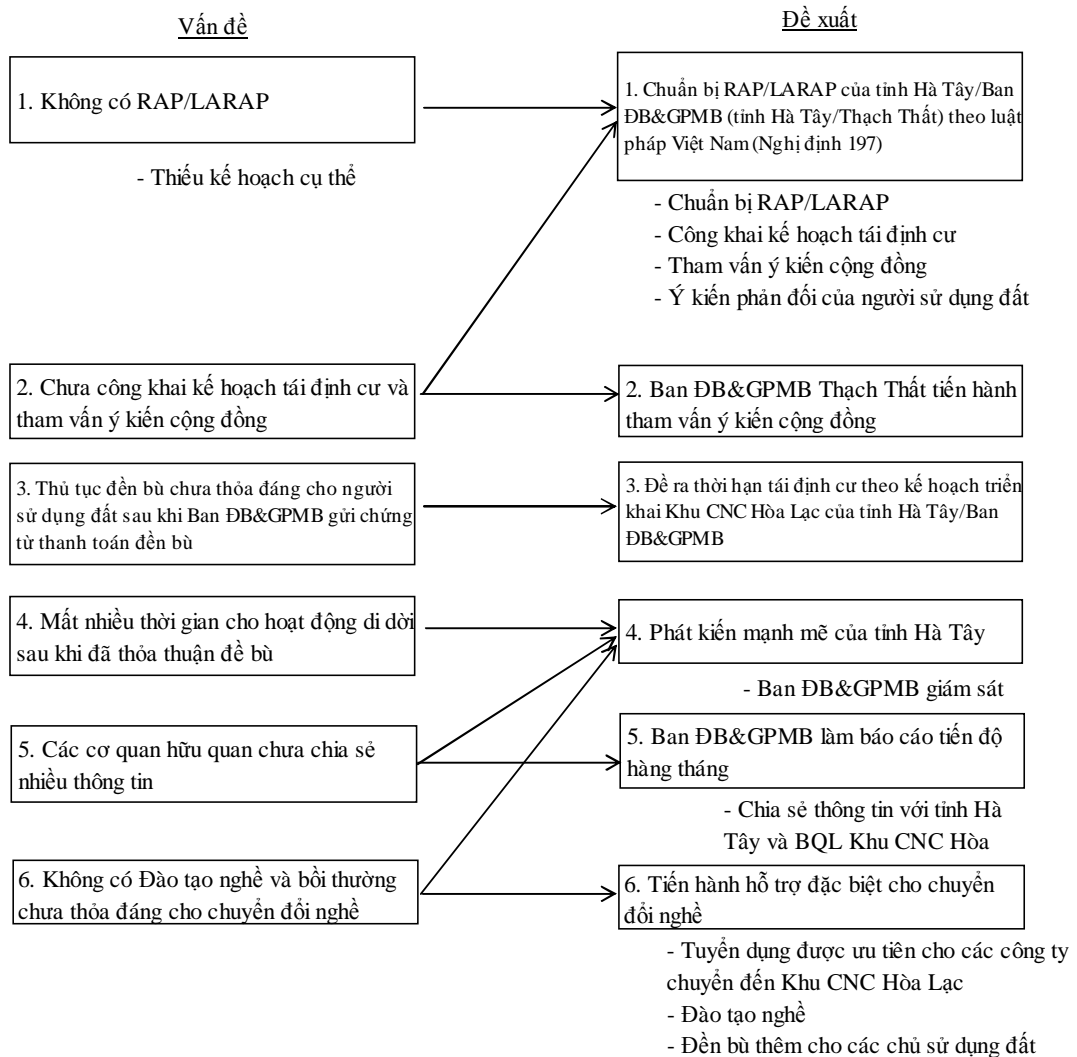 Vấn đề
Đề xuất
1. Không có RAP/LARAP
- Thiếu kế hoạch cụ thể
1. Chuẩn bị RAP/LARAP của tỉnh Hà Tây/Ban
ĐB&GPMB (tỉnh Hà Tây/Thạch Thất) theo luật
pháp Việt Nam (Nghị định 197)
- Chuẩn bị RAP/LARAP
- Công khai kế hoạch tái định cư
- Tham vấn ý kiến cộng đồng
- Ý kiến phản đối của người sử dụng đất
2. Chưa công khai kế hoạch tái định cư và
tham vấn ý kiến cộng đồng
2. Ban ĐB&GPMB Thạch Thất tiến hành
tham vấn ý kiến cộng đồng
3. Thủ tục đền bù chưa thỏa đáng cho người
sử dụng đất sau khi Ban ĐB&GPMB gửi chứng
từ thanh toán đền bù
3. Đề ra thời hạn tái định cư theo kế hoạch triển
khai Khu CNC Hòa Lạc của tỉnh Hà Tây/Ban
ĐB&GPMB
4. Mất nhiều thời gian cho hoạt động di dời
sau khi đã thỏa thuận đề bù
4. Phát kiến mạnh mẽ của tỉnh Hà Tây
- Ban ĐB&GPMB giám sát
5. Các cơ quan hữu quan chưa chia sẻ
nhiều thông tin
5. Ban ĐB&GPMB làm báo cáo tiến độ
hàng tháng
- Chia sẻ thông tin với tỉnh Hà
Tây và BQL Khu CNC Hòa
6. Không có Đào tạo nghề và bồi thường
chưa thỏa đáng cho chuyển đổi nghề
6. Tiến hành hỗ trợ đặc biệt cho chuyển
đổi nghề
- Tuyển dụng được ưu tiên cho các công ty
chuyển đến Khu CNC Hòa Lạc
- Đào tạo nghề
- Đền bù thêm cho các chủ sử dụng đất